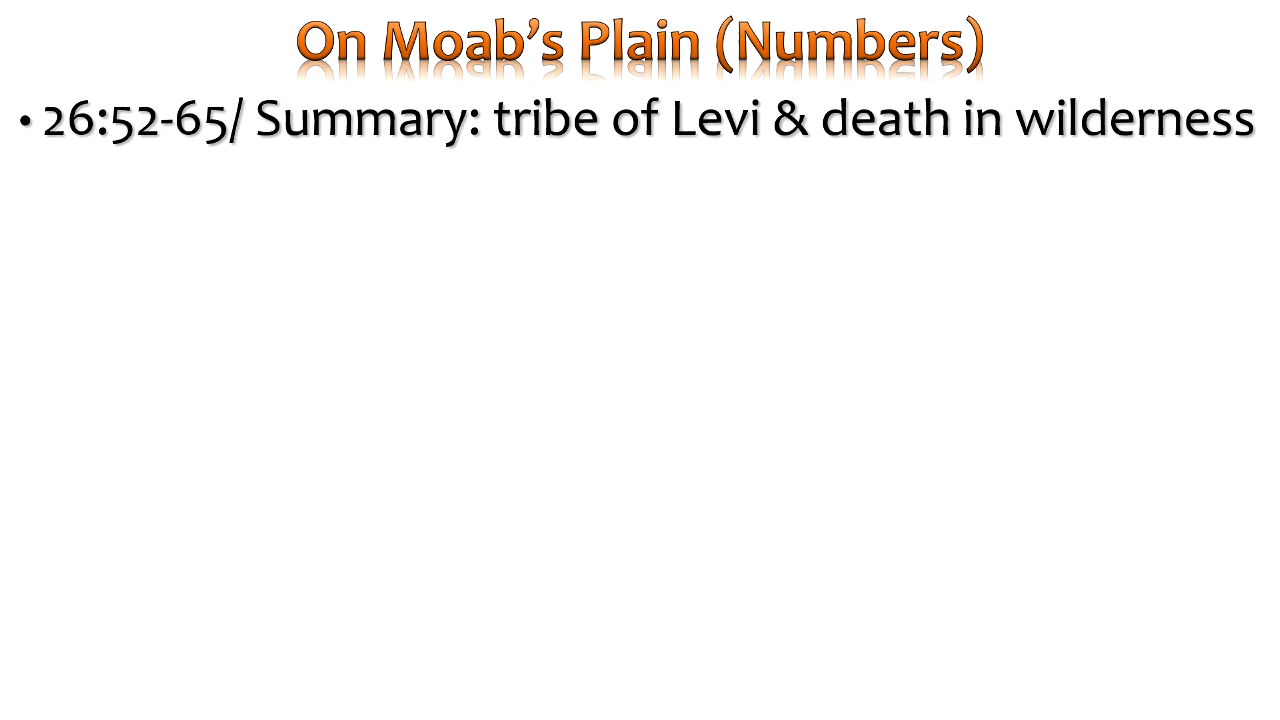 On Moab’s Plain (Numbers)
• 26:52-65/ Summary: tribe of Levi & death in wilderness